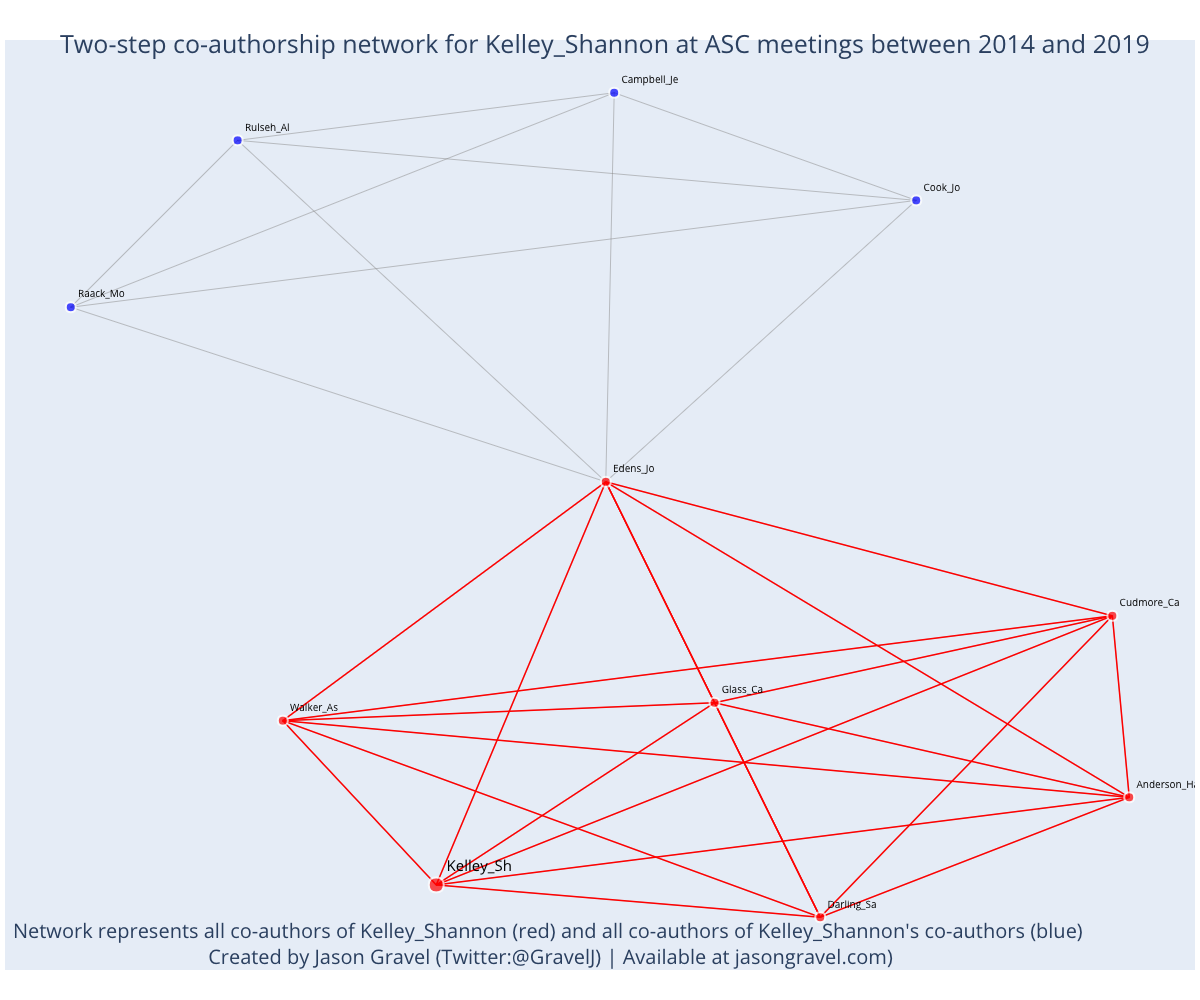 Two-step co-authorship network for Kelley_Shannon at ASC meetings between 2014 and 2019
Campbell_Je
Rulseh_Al
Cook_Jo
Raack_Mo
Edens_Jo
Cudmore_Ca
Glass_Ca
Walker_As
Anderson_Ha
Kelley_Sh
Darling_Sa
Network represents all co-authors of Kelley_Shannon (red) and all co-authors of Kelley_Shannon's co-authors (blue)
Created by Jason Gravel (Twitter:@GravelJ) | Available at jasongravel.com)